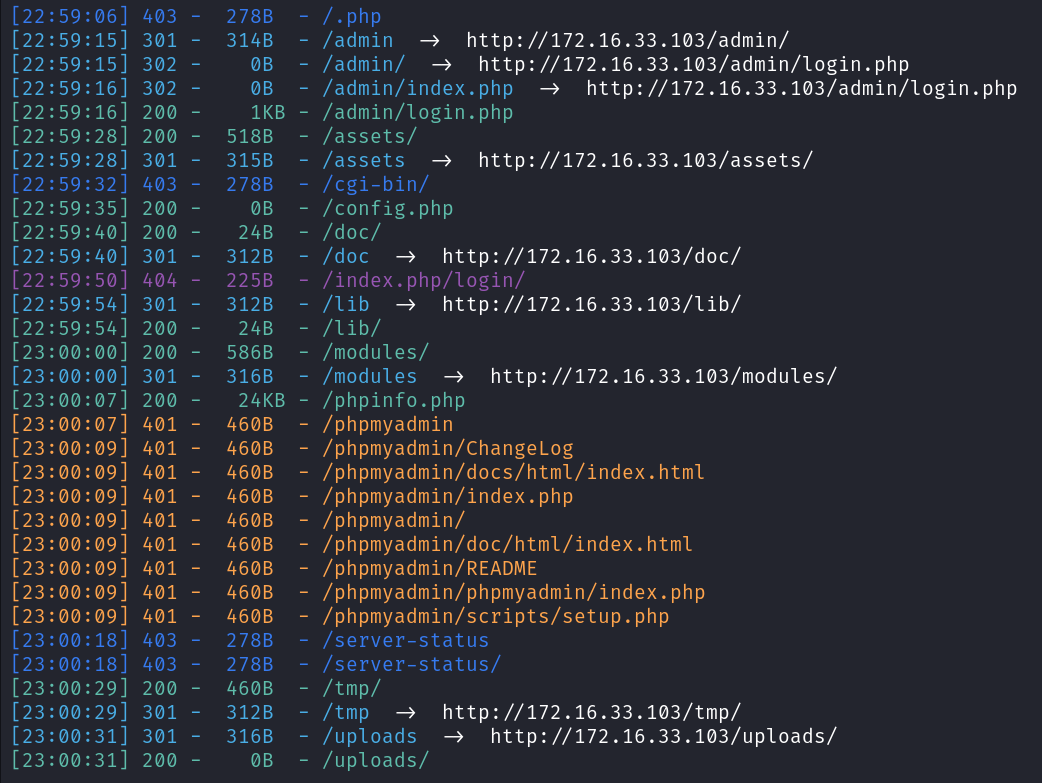 [22:59:06] 403 -  278B  - /.php
[22:59:15] 301 -  314B  - /admin  →  http://172.16.33.103/admin/
[22:59:15] 302 -    0B  - /admin/  →  http://172.16.33.103/admin/login.php
[22:59:16] 302 -    0B  - /admin/index.php  →  http://172.16.33.103/admin/login.php
[22:59:16] 200 -    1KB - /admin/login.php
[22:59:28] 200 -  518B  - /assets/
[22:59:28] 301 -  315B  - /assets  →  http://172.16.33.103/assets/
[22:59:32] 403 -  278B  - /cgi-bin/
[22:59:35] 200 -    0B  - /config.php
[22:59:40] 200 -   24B  - /doc/
[22:59:40] 301 -  312B  - /doc  →  http://172.16.33.103/doc/
[22:59:50] 404 -  225B  - /index.php/login/
[22:59:54] 301 -  312B  - /lib  →  http://172.16.33.103/lib/
[22:59:54] 200 -   24B  - /lib/
[23:00:00] 200 -  586B  - /modules/
[23:00:00] 301 -  316B  - /modules  →  http://172.16.33.103/modules/
[23:00:07] 200 -   24KB - /phpinfo.php
[23:00:07] 401 -  460B  - /phpmyadmin
[23:00:09] 401 -  460B  - /phpmyadmin/ChangeLog
[23:00:09] 401 -  460B  - /phpmyadmin/docs/html/index.html
[23:00:09] 401 -  460B  - /phpmyadmin/index.php
[23:00:09] 401 -  460B  - /phpmyadmin/
[23:00:09] 401 -  460B  - /phpmyadmin/doc/html/index.html
[23:00:09] 401 -  460B  - /phpmyadmin/README
[23:00:09] 401 -  460B  - /phpmyadmin/phpmyadmin/index.php
[23:00:09] 401 -  460B  - /phpmyadmin/scripts/setup.php
[23:00:18] 403 -  278B  - /server-status
[23:00:18] 403 -  278B  - /server-status/
[23:00:29] 200 -  460B  - /tmp/
[23:00:29] 301 -  312B  - /tmp  →  http://172.16.33.103/tmp/
[23:00:31] 301 -  316B  - /uploads  →  http://172.16.33.103/uploads/
[23:00:31] 200 -    0B  - /uploads/